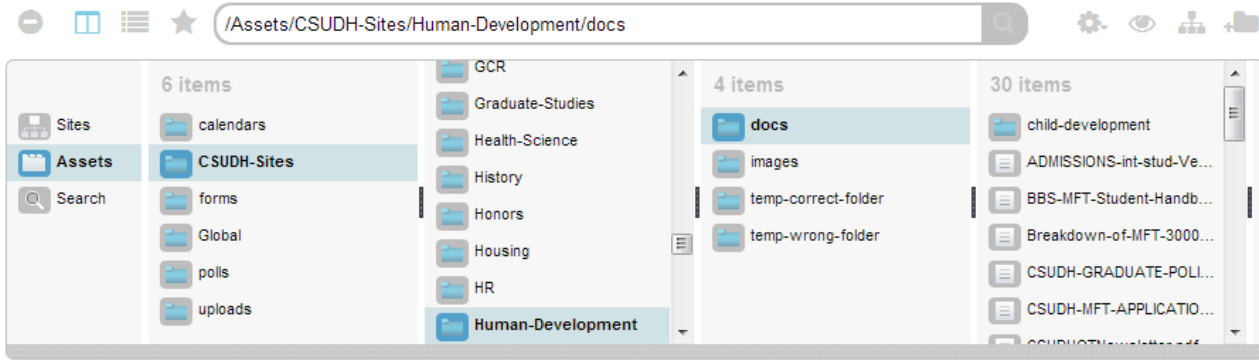 /Assets/CSUDH-Sites/Human-Development/docs
Sites
Assets
Search
6 items
calendars
CSUDH-Sites
forms
Global
polls
uploads
GCR
Graduate-Studies
Health-Science
History
Honors
Housing
HR
Human-Development
4 items
docs
images
temp-correct-folder
temp-wrong-folder
30 items
child-development
ADMISSIONS-int-stud-Ve...
BBS-MFT-Student-Handb...
Breakdown-of-MFT-3000...
CSUDH-GRADUATE-POLI...
CSUDH-MFT-APPLICATIO...